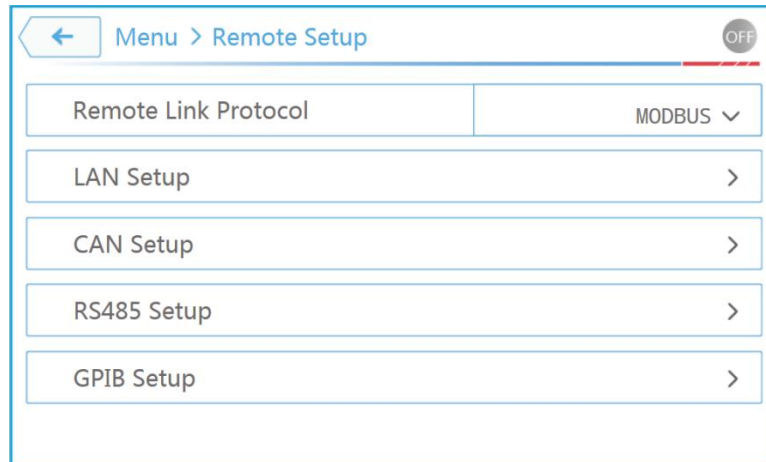 Menu > Remote Setup
OFF
Remote Link Protocol
MODBUS
LAN Setup
CAN Setup
RS485 Setup
GPIB Setup